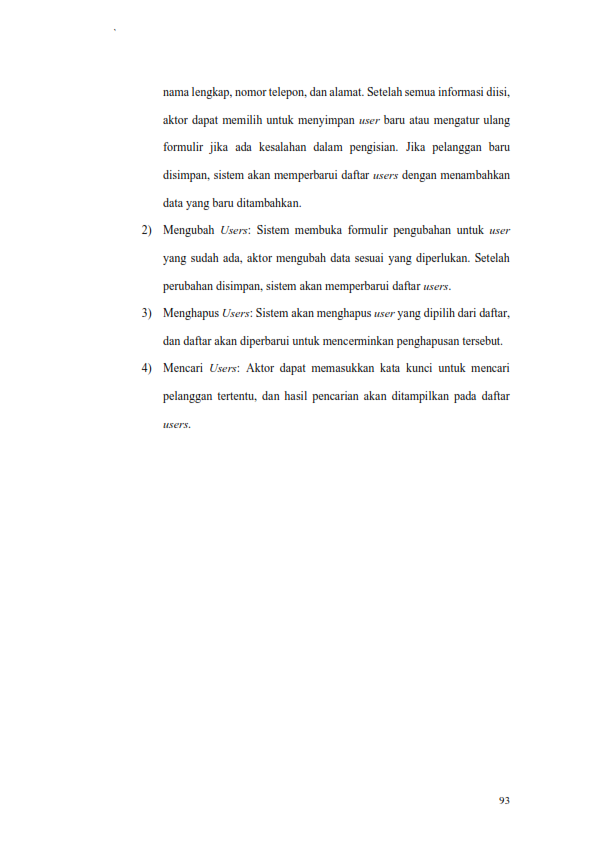 nama lengkap, nomor telepon, dan alamat. Setelah semua informasi diisi,
aktor dapat memilih untuk menyimpan user baru atau mengatur ulang
formulir jika ada kesalahan dalam pengisian. Jika pelanggan baru
disimpan, sistem akan memperbarui daftar users dengan menambahkan
data yang baru ditambahkan.
2) Mengubah Users: Sistem membuka formulir pengubahan untuk user
yang sudah ada, aktor mengubah data sesuai yang diperlukan. Setelah
perubahan disimpan, sistem akan memperbarui daftar users.
3) Menghapus Users: Sistem akan menghapus user yang dipilih dari daftar,
dan daftar akan diperbarui untuk mencerminkan penghapusan tersebut.
4) Mencari Users: Aktor dapat memasukkan kata kunci untuk mencari
pelanggan tertentu, dan hasil pencarian akan ditampilkan pada daftar
users.
93